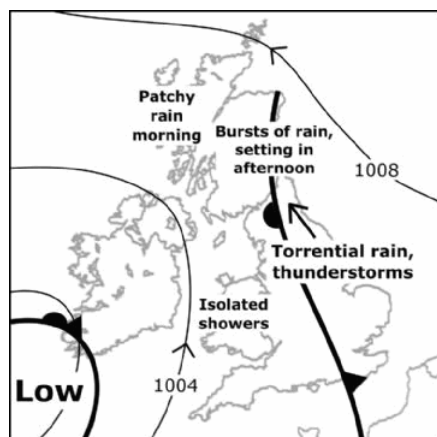 Patchy
rain
morning
Bursts of rain,
setting in
afternoon
1008
Torrential rain,
thunderstorms
Isolated
showers
Low
1004